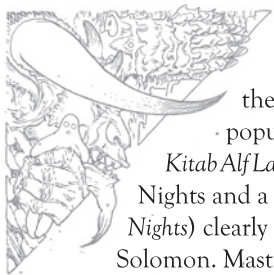 the
popu
Kitab Alf La
Nights and a
Nights) clearly
Solomon. Mast